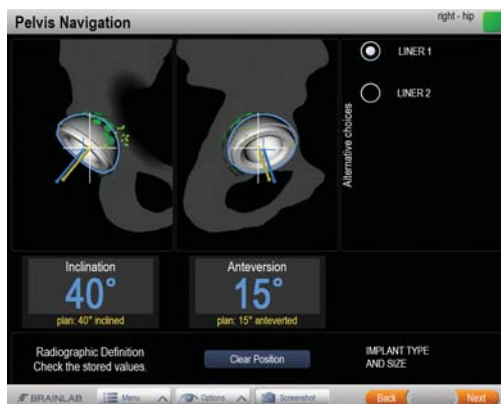 Pelvis Navigation
right - hip
LINER 1
LINER 2
Alternative choices
Inclination
40°
plan: 40° inclined
Anteversion
15°
plan: 15° anteverted
Radiographic Definition
Check the stored values.
Clear Position
IMPLANT TYPE
AND SIZE
BRAINLAB
Menu
Options
Screenshot
Back
Next